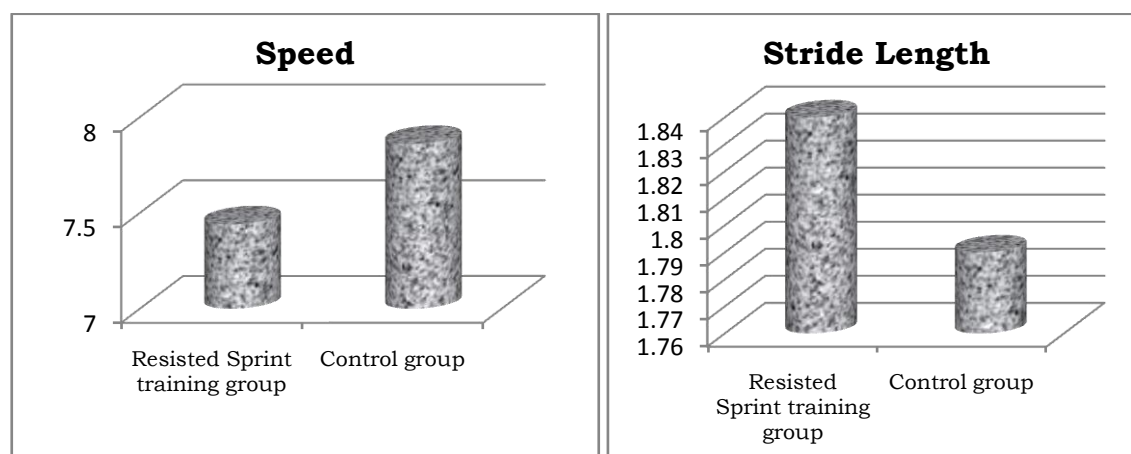 Speed
8
7.5
7
Resisted Sprint
training group
Control group
Stride Length
1.84
1.83
1.82
1.81
1.8
1.79
1.78
1.77
1.76
Resisted
Sprint training
group
Control group